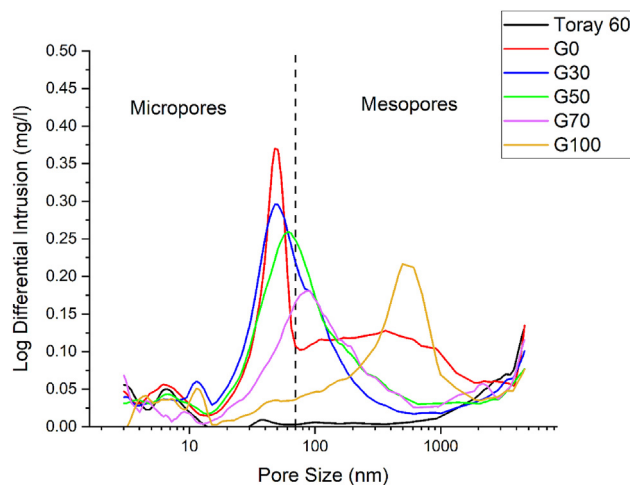 Toray 60
G0
G30
G50
G70
G100
Micropores
Mesopores
0.50
0.45
0.40
0.35
0.30
0.25
0.20
0.15
0.10
0.05
0.00
Log Differential Intrusion (mg/l)
10
100
1000
Pore Size (nm)